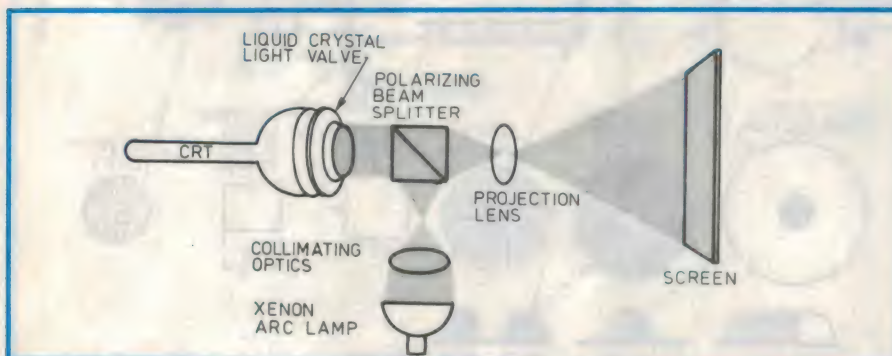 LIQUID CRYSTAL
LIGHT VALVE
POLARIZING
BEAM
SPLITTER
CRT
PROJECTION
LENS
COLLIMATING
OPTICS
SCREEN
XENON
ARC LAMP